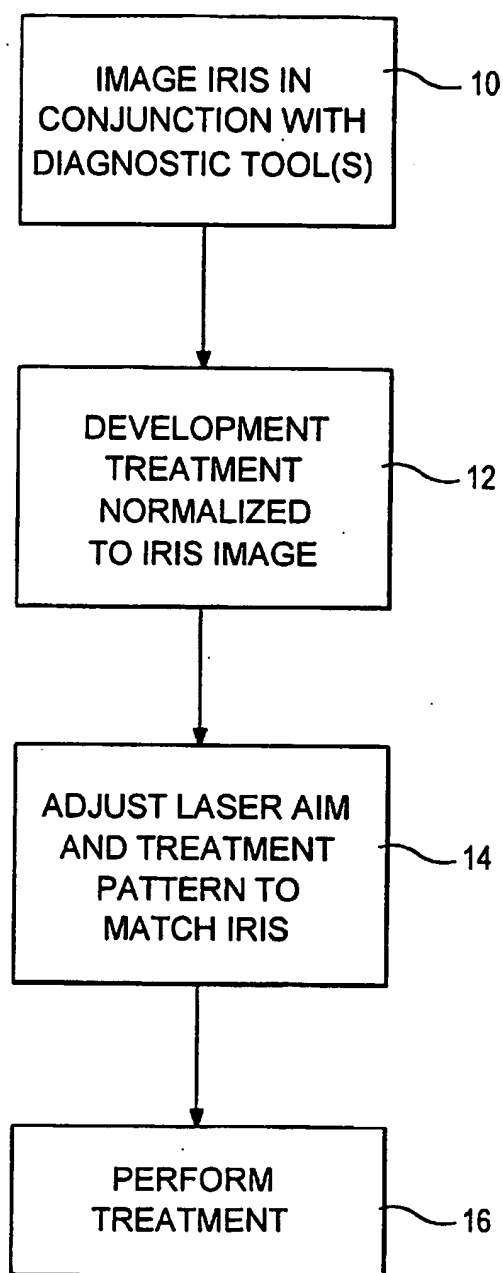 IMAGE IRIS IN
CONJUNCTION WITH
DIAGNOSTIC TOOL(S)
10
DEVELOPMENT
TREATMENT
NORMALIZED
TO IRIS IMAGE
12
ADJUST LASER AIM
AND TREATMENT
PATTERN TO
MATCH IRIS
14
PERFORM
TREATMENT
16